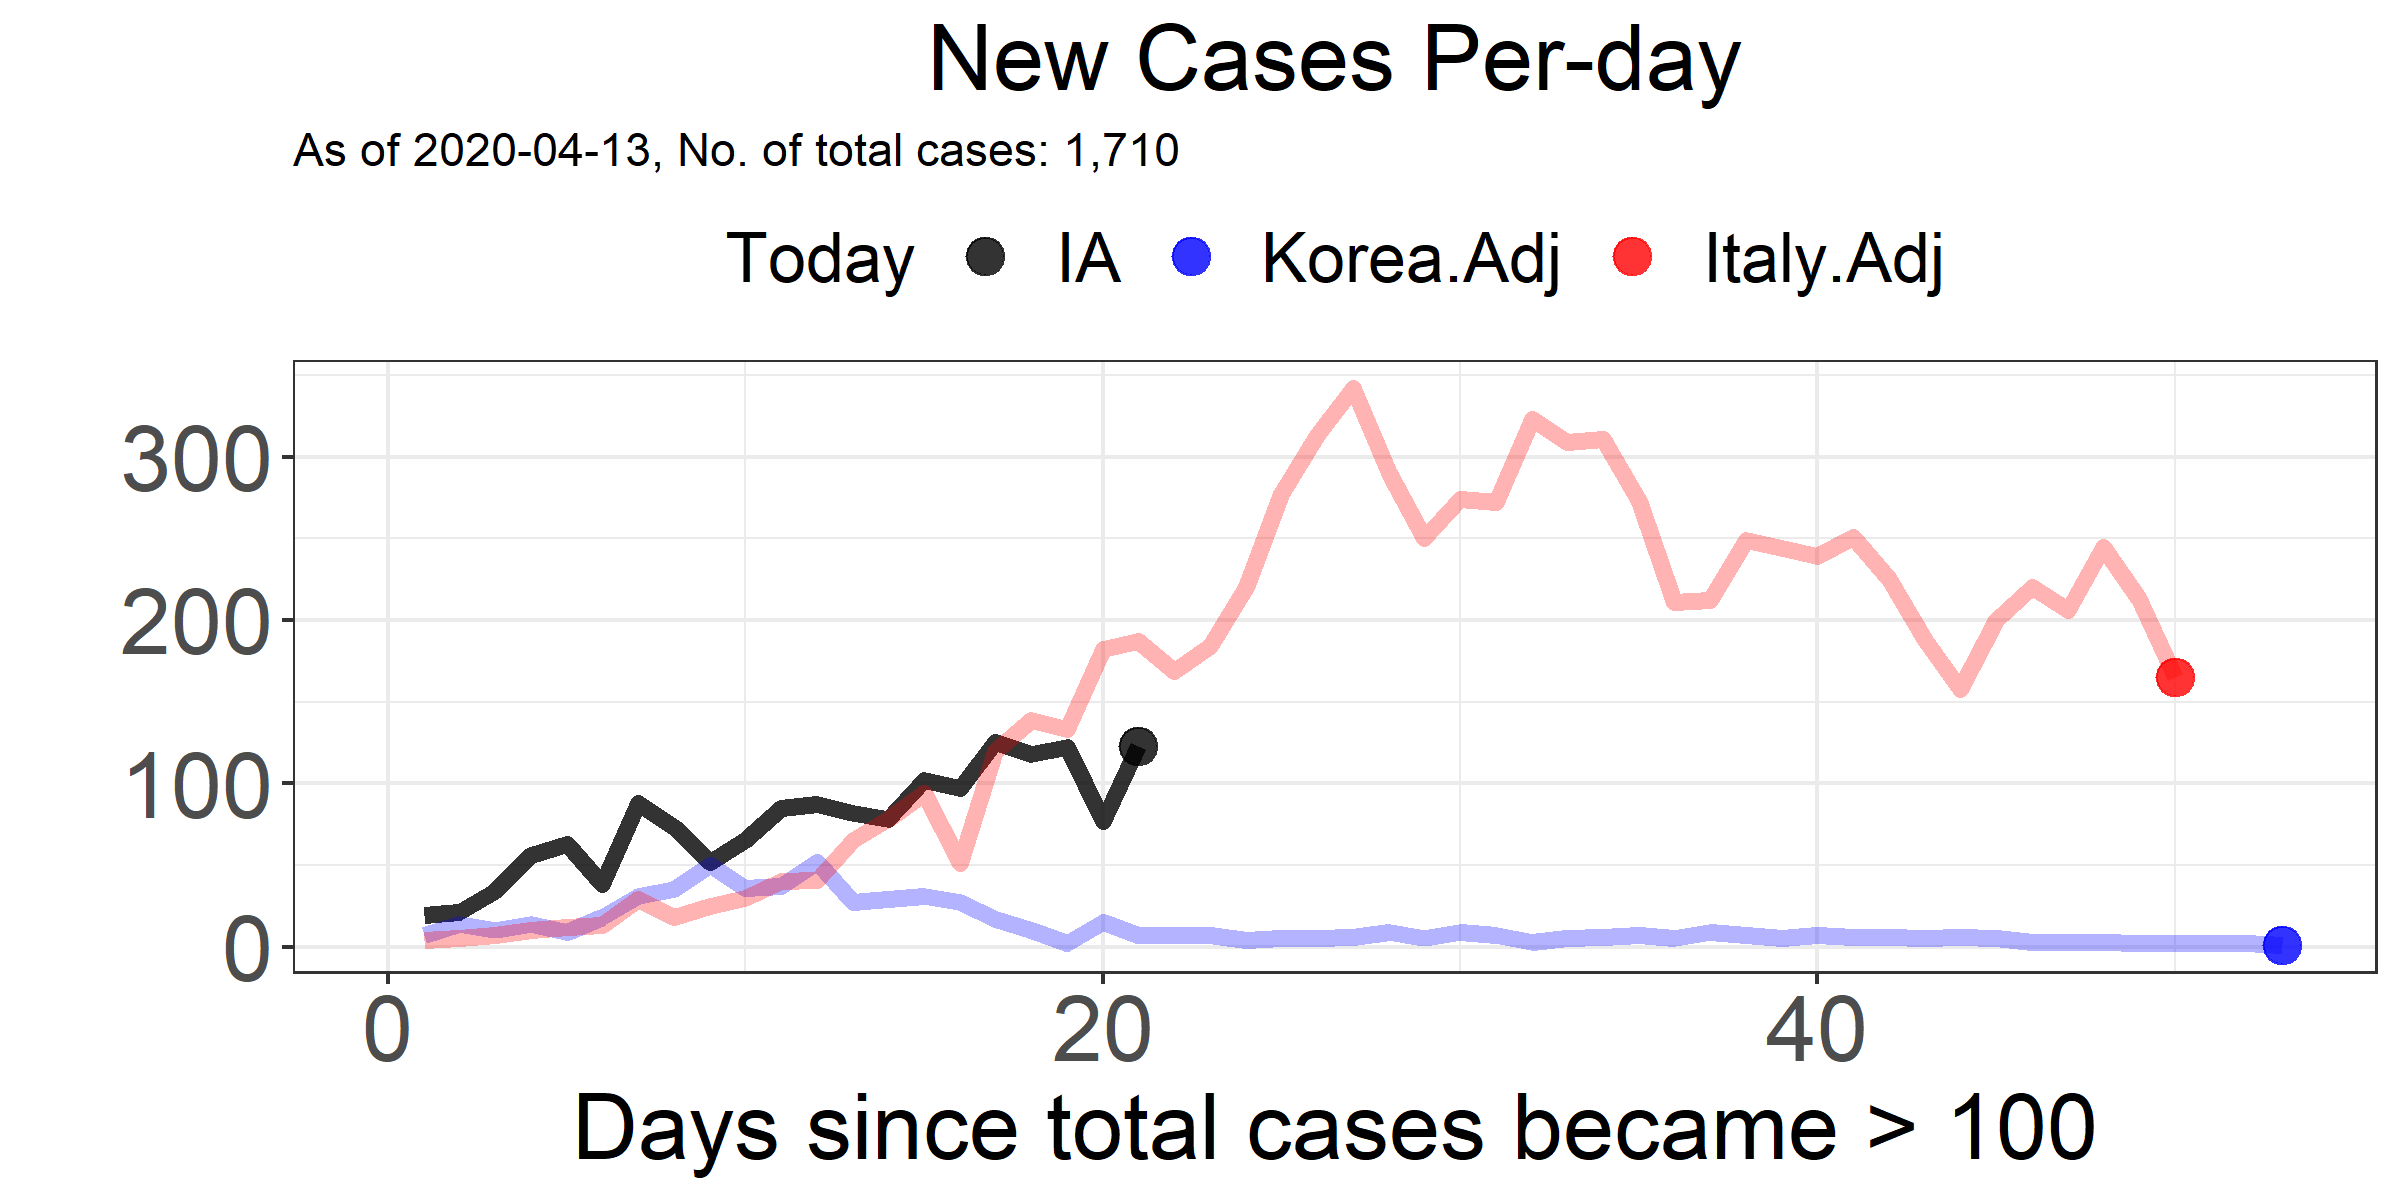 New Cases Per-day
As of 2020-04-13, No. of total cases: 1,710
Today IA Korea.Adj Italy.Adj
300
200
100
0
0 20 40
Days since total cases became > 100